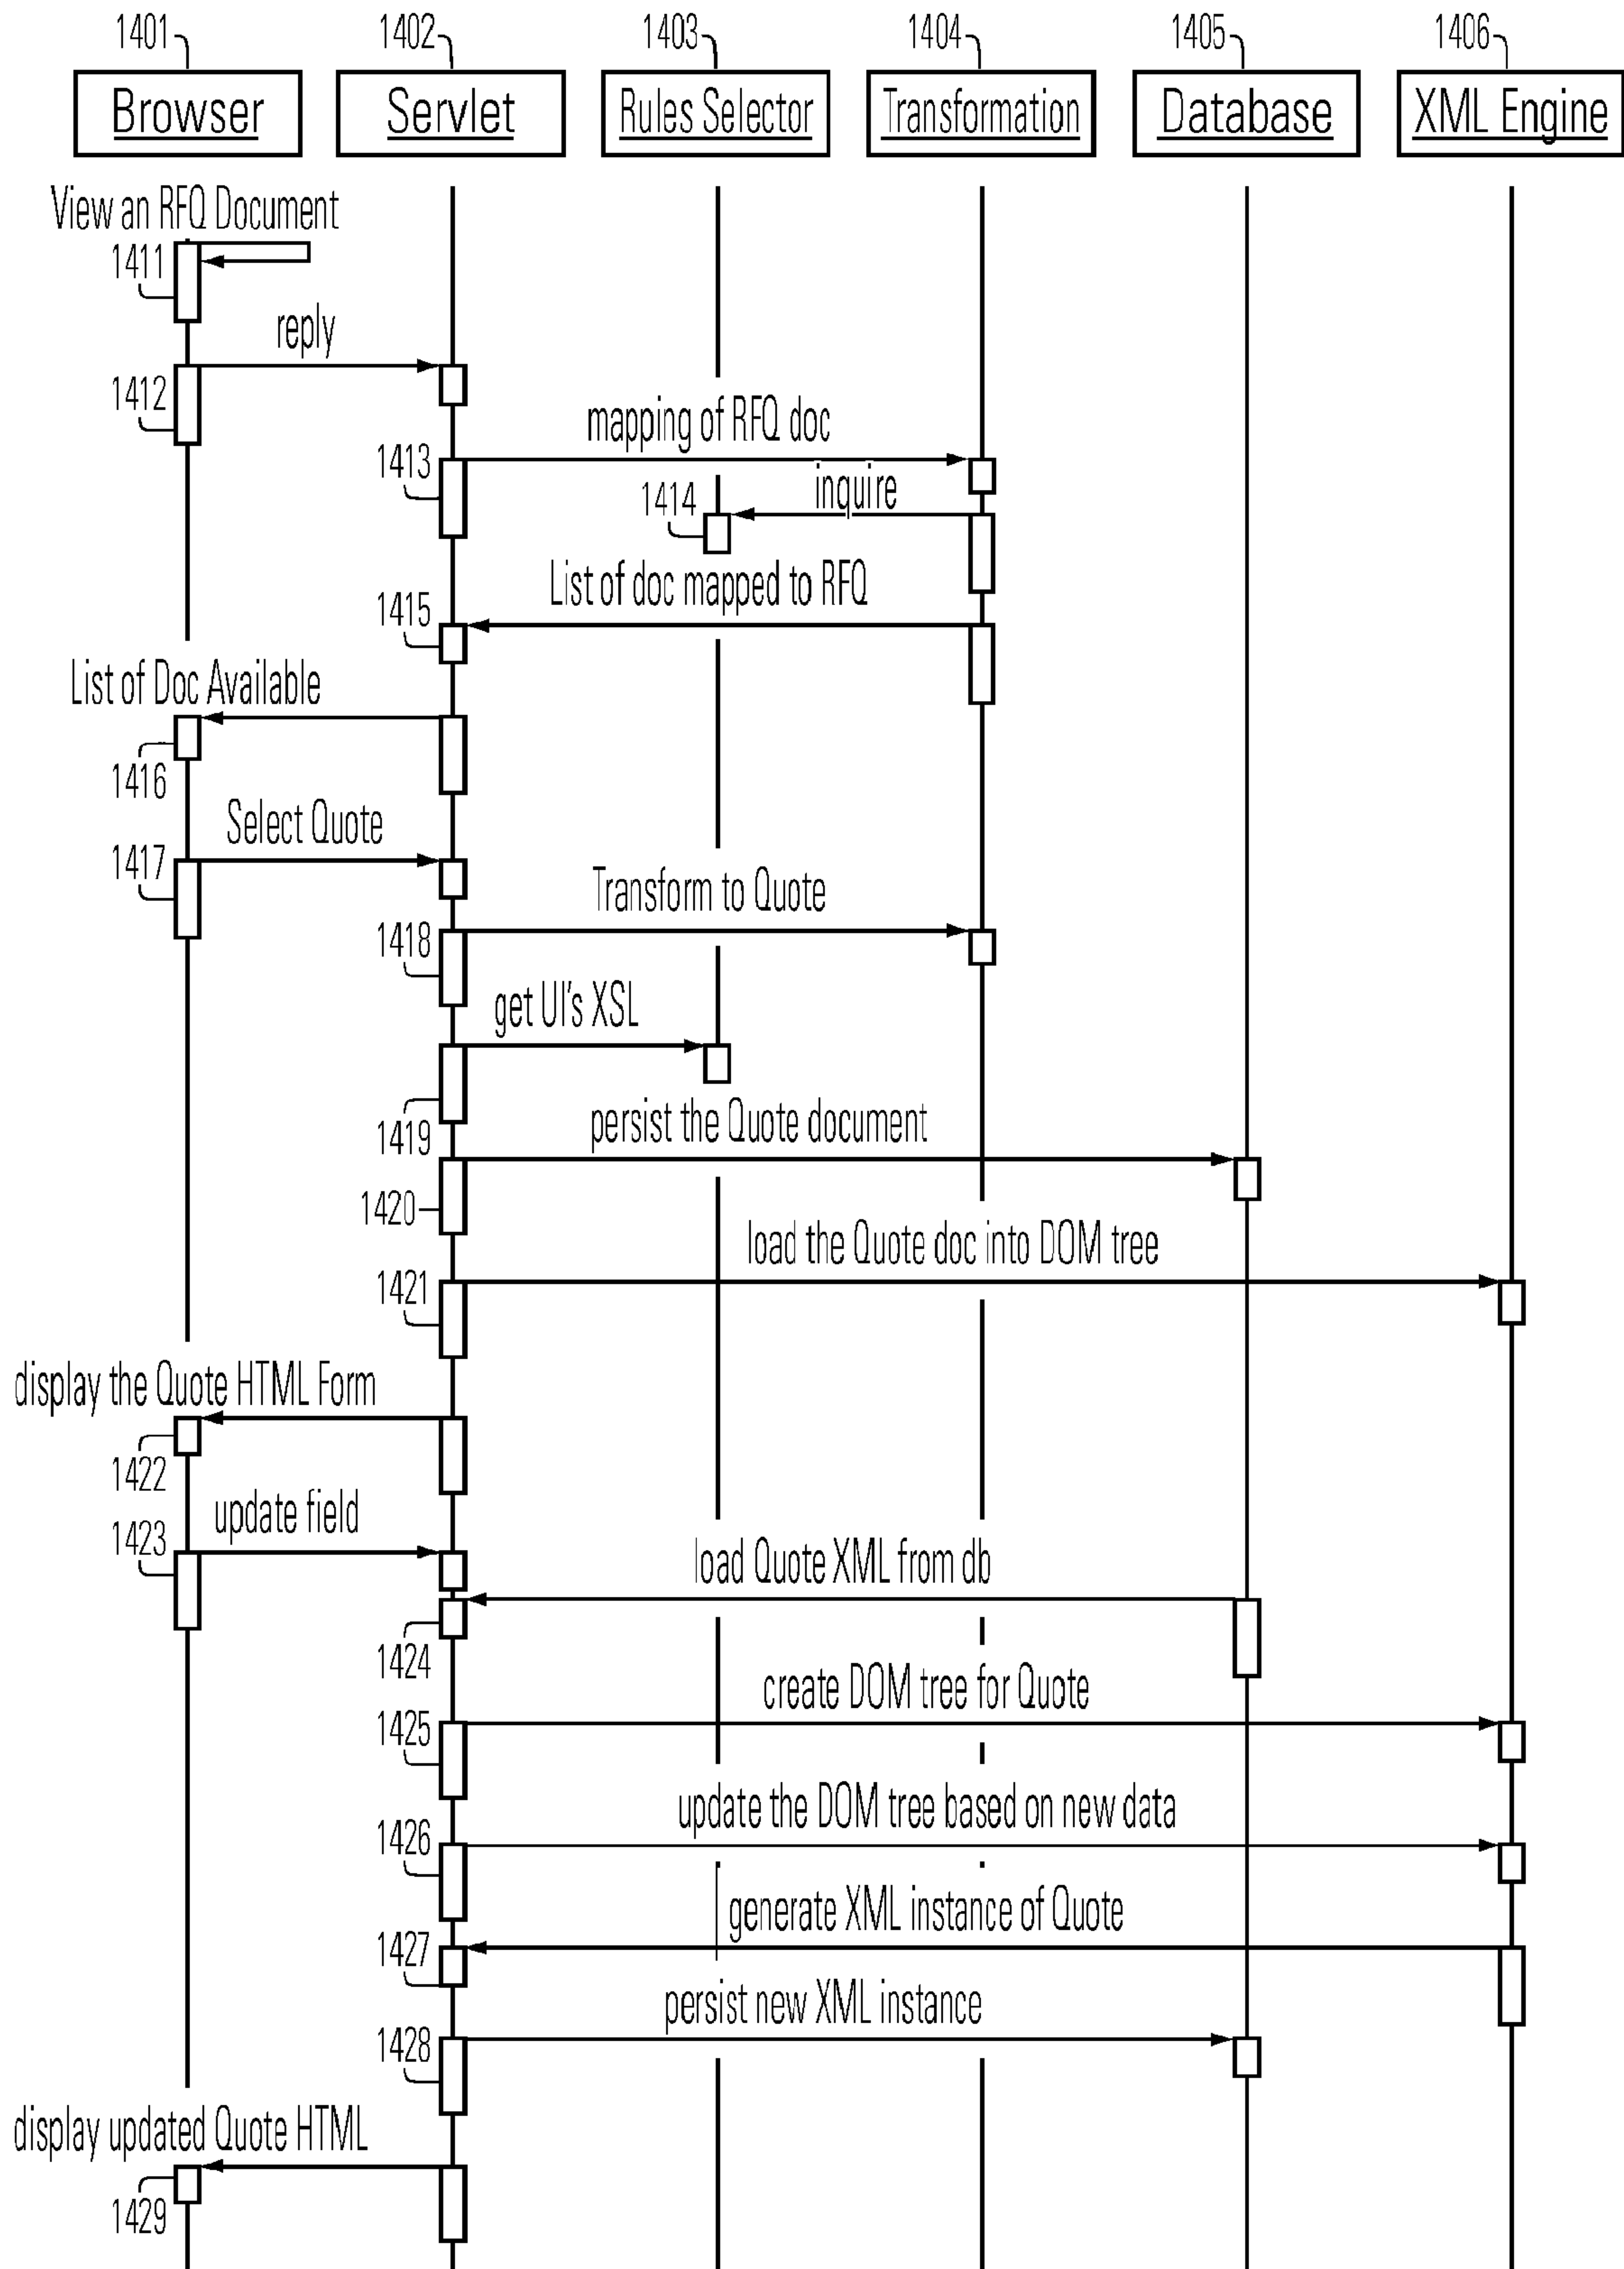 1401 1402 1403 1404 1405 1406
Browser Servlet Rules Selector Transformation Database XML Engine
View an RFQ Document
1411
reply
1412
mapping of RFQ doc
1413
inquire
1414
List of doc mapped to RFQ
1415
List of Doc Available
1416
Select Quote
1417
Transform to Quote
1418
get UI's XSL
1419
persist the Quote document
1420
load the Quote doc into DOM tree
1421
display the Quote HTML Form
1422
update field
1423
load Quote XML from db
1424
create DOM tree for Quote
1425
update the DOM tree based on new data
1426
generate XML instance of Quote
1427
persist new XML instance
1428
display updated Quote HTML
1429